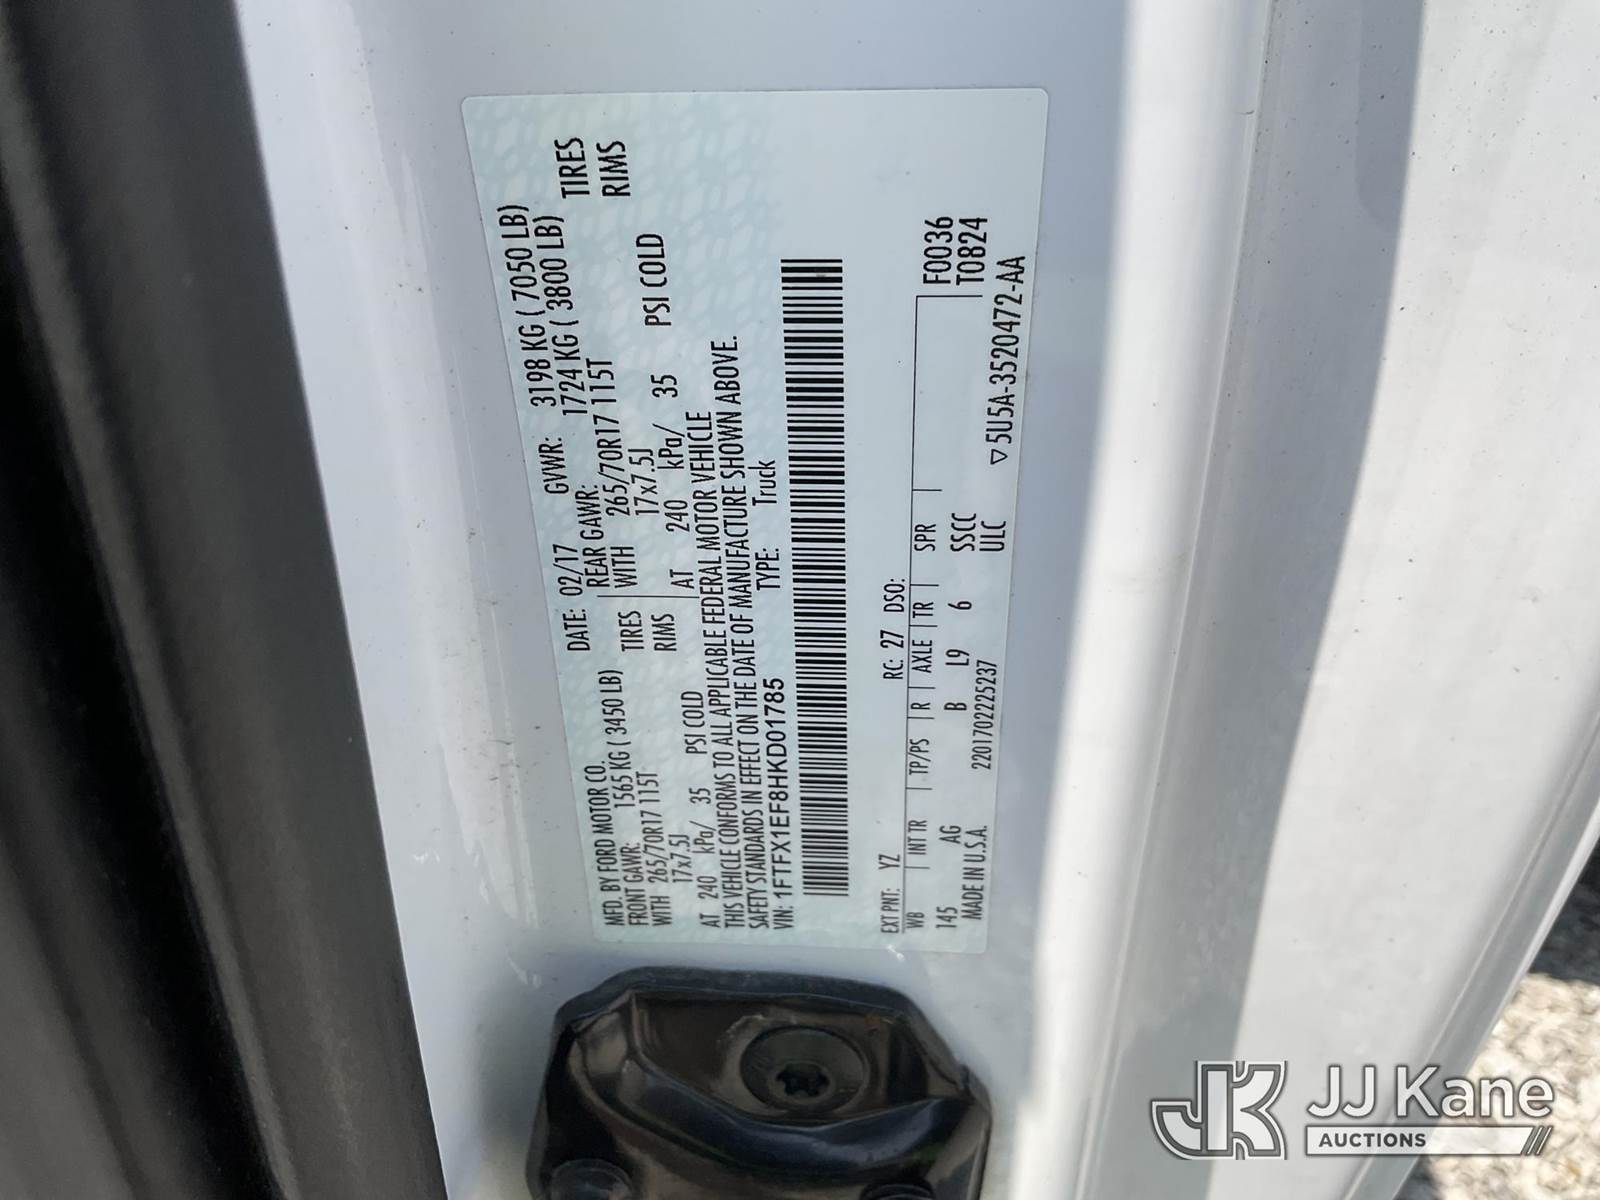 MFD. BY FORD MOTOR CO.
DATE: 02/17 GVWR: 3198 KG ( 7050 LB)
FRONT GAWR: 1565 KG ( 3450 LB) REAR GAWR: 1724 KG ( 3800 LB)
WITH 265/70R17 115T TIRES WITH 265/70R17 115T TIRES
17x7.5J RIMS 17x7.5J RIMS
AT 240 kPa/ 35 PSI COLD AT 240 kPa/ 35 PSI COLD
THIS VEHICLE CONFORMS TO ALL APPLICABLE FEDERAL MOTOR VEHICLE
SAFETY STANDARDS IN EFFECT ON THE DATE OF MANUFACTURE SHOWN ABOVE.
VIN: 1FTFX1EF8HKD01785 TYPE: Truck
EXT PNT: YZ RC: 27 DSO:
WB INT TR TP/PS R AXLE TR SPR F0036
145 AG B L9 6 SSCC T0824
MADE IN U.S.A. 2201702225237 ULC ▽5U5A-3520472-AA
JK JJ Kane
AUCTIONS